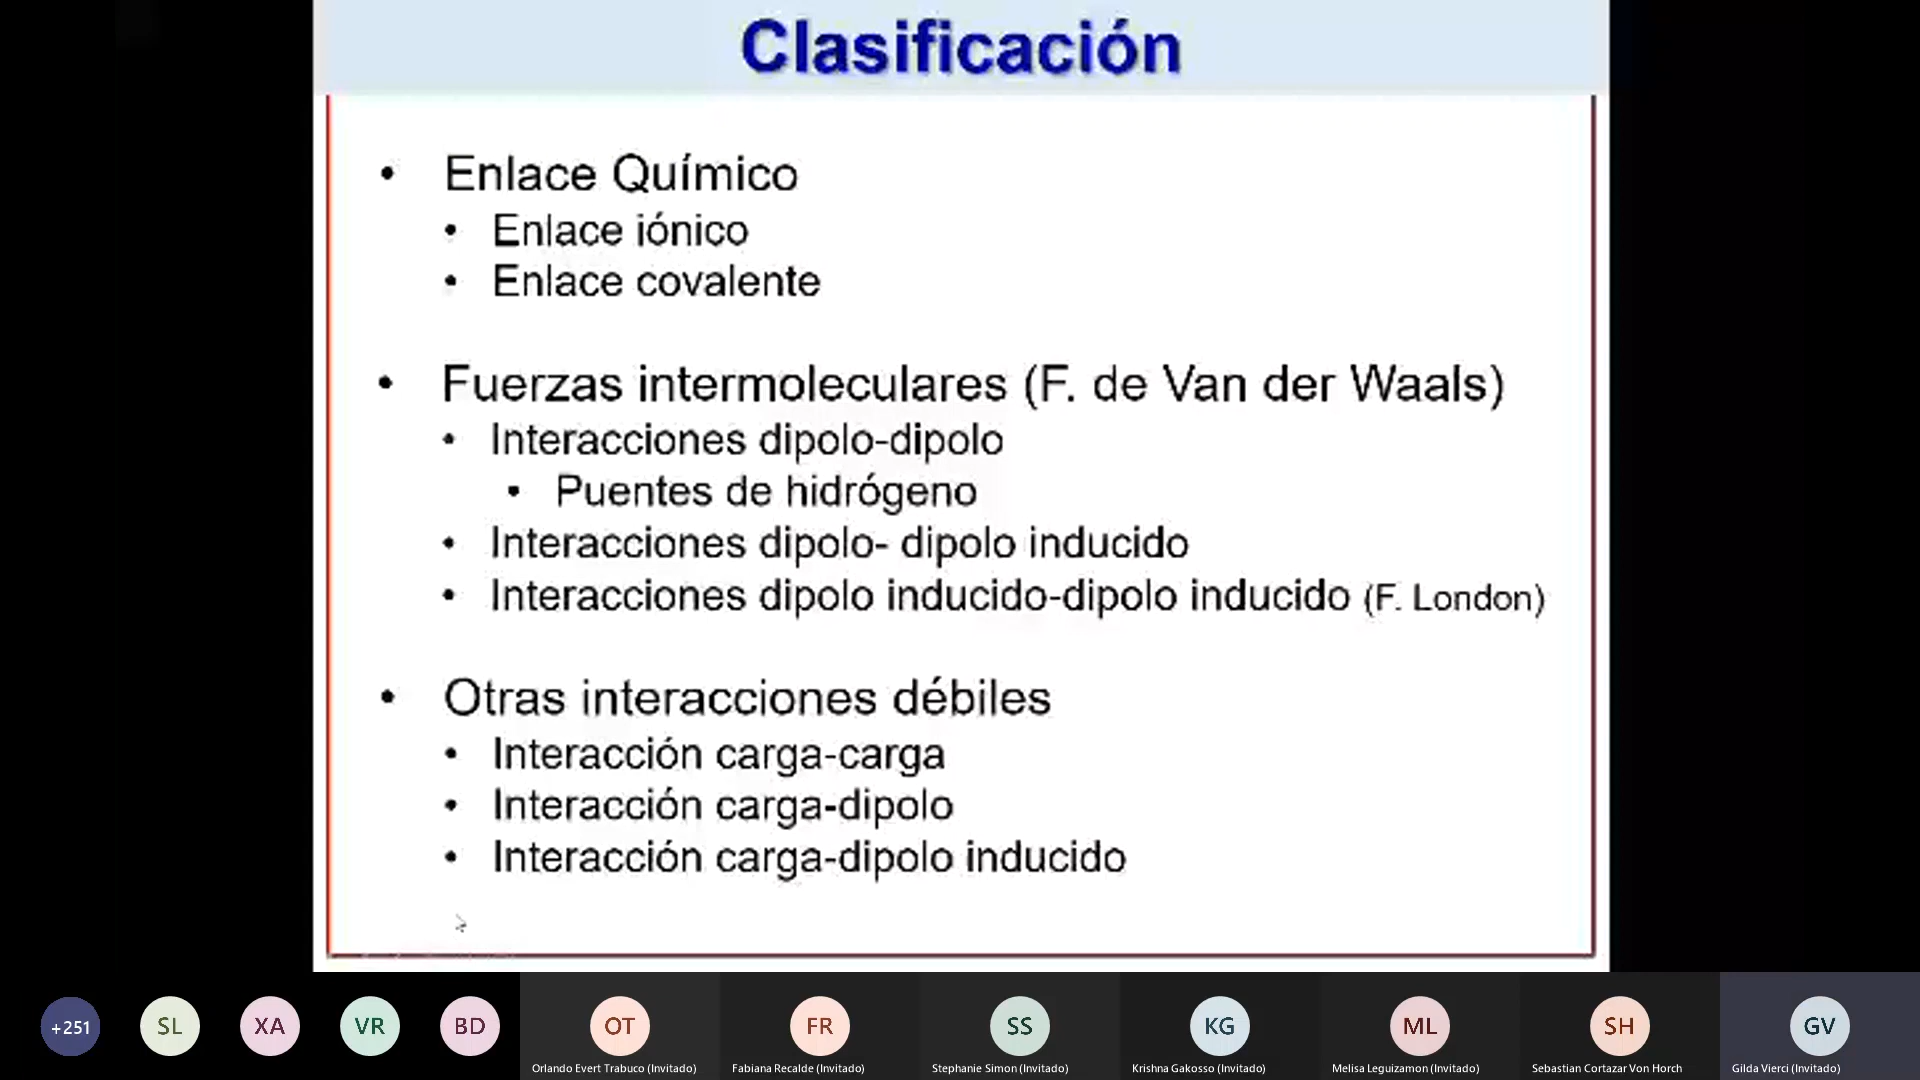 Clasificación
• Enlace Químico
• Enlace iónico
• Enlace covalente
• Fuerzas intermoleculares (F. de Van der Waals)
• Interacciones dipolo-dipolo
• Puentes de hidrógeno
• Interacciones dipolo- dipolo inducido
• Interacciones dipolo inducido-dipolo inducido (F. London)
• Otras interacciones débiles
• Interacción carga-carga
• Interacción carga-dipolo
• Interacción carga-dipolo inducido
+251 SL XA VR BD OT FR SS KG ML SH GV
Orlando Evert Trabuco (Invitado) Fabiana Recalde (Invitado) Stephanie Simon (Invitado) Krishna Gakosso (Invitado) Melisa Leguizamon (Invitado) Sebastian Cortazar Von Horch Gilda Vierci (Invitado)